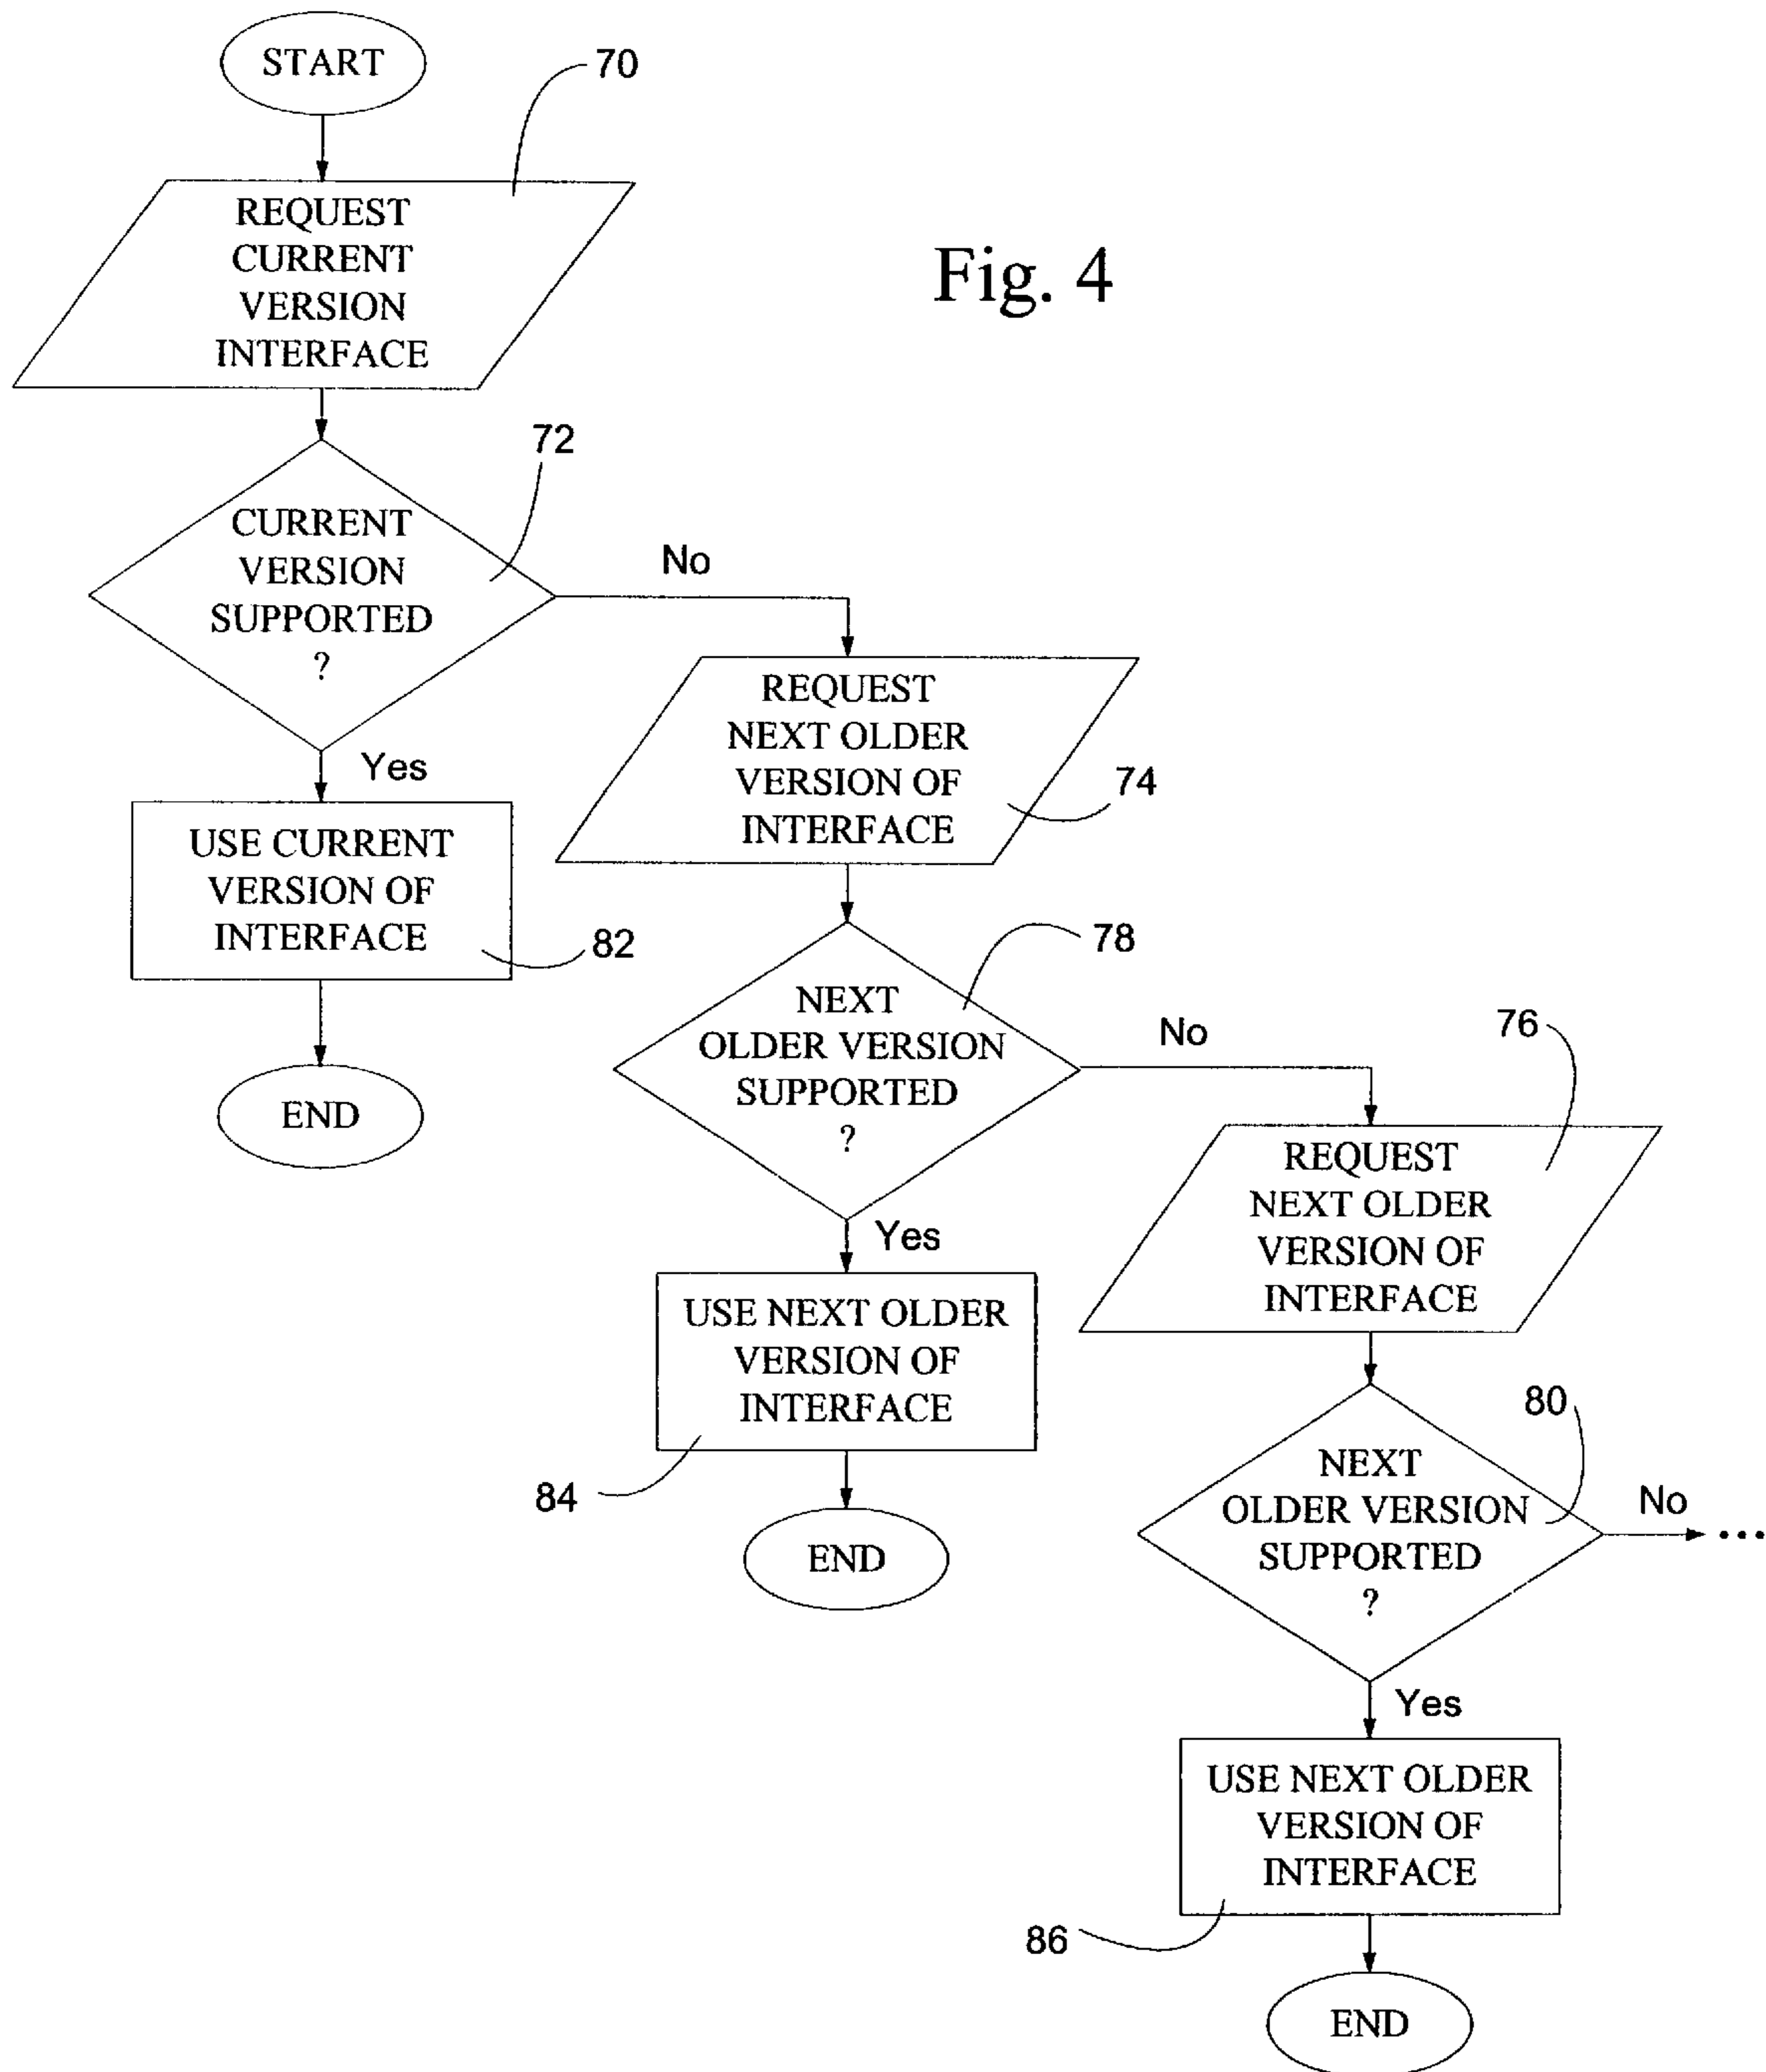 START
70
REQUEST
CURRENT
VERSION
INTERFACE
Fig. 4
72
CURRENT
VERSION
SUPPORTED
?
No
Yes
REQUEST
NEXT OLDER
VERSION OF
INTERFACE
74
USE CURRENT
VERSION OF
INTERFACE
82
END
78
NEXT
OLDER VERSION
SUPPORTED
?
No
Yes
76
REQUEST
NEXT OLDER
VERSION OF
INTERFACE
USE NEXT OLDER
VERSION OF
INTERFACE
84
END
80
NEXT
OLDER VERSION
SUPPORTED
?
No
...
Yes
USE NEXT OLDER
VERSION OF
INTERFACE
86
END